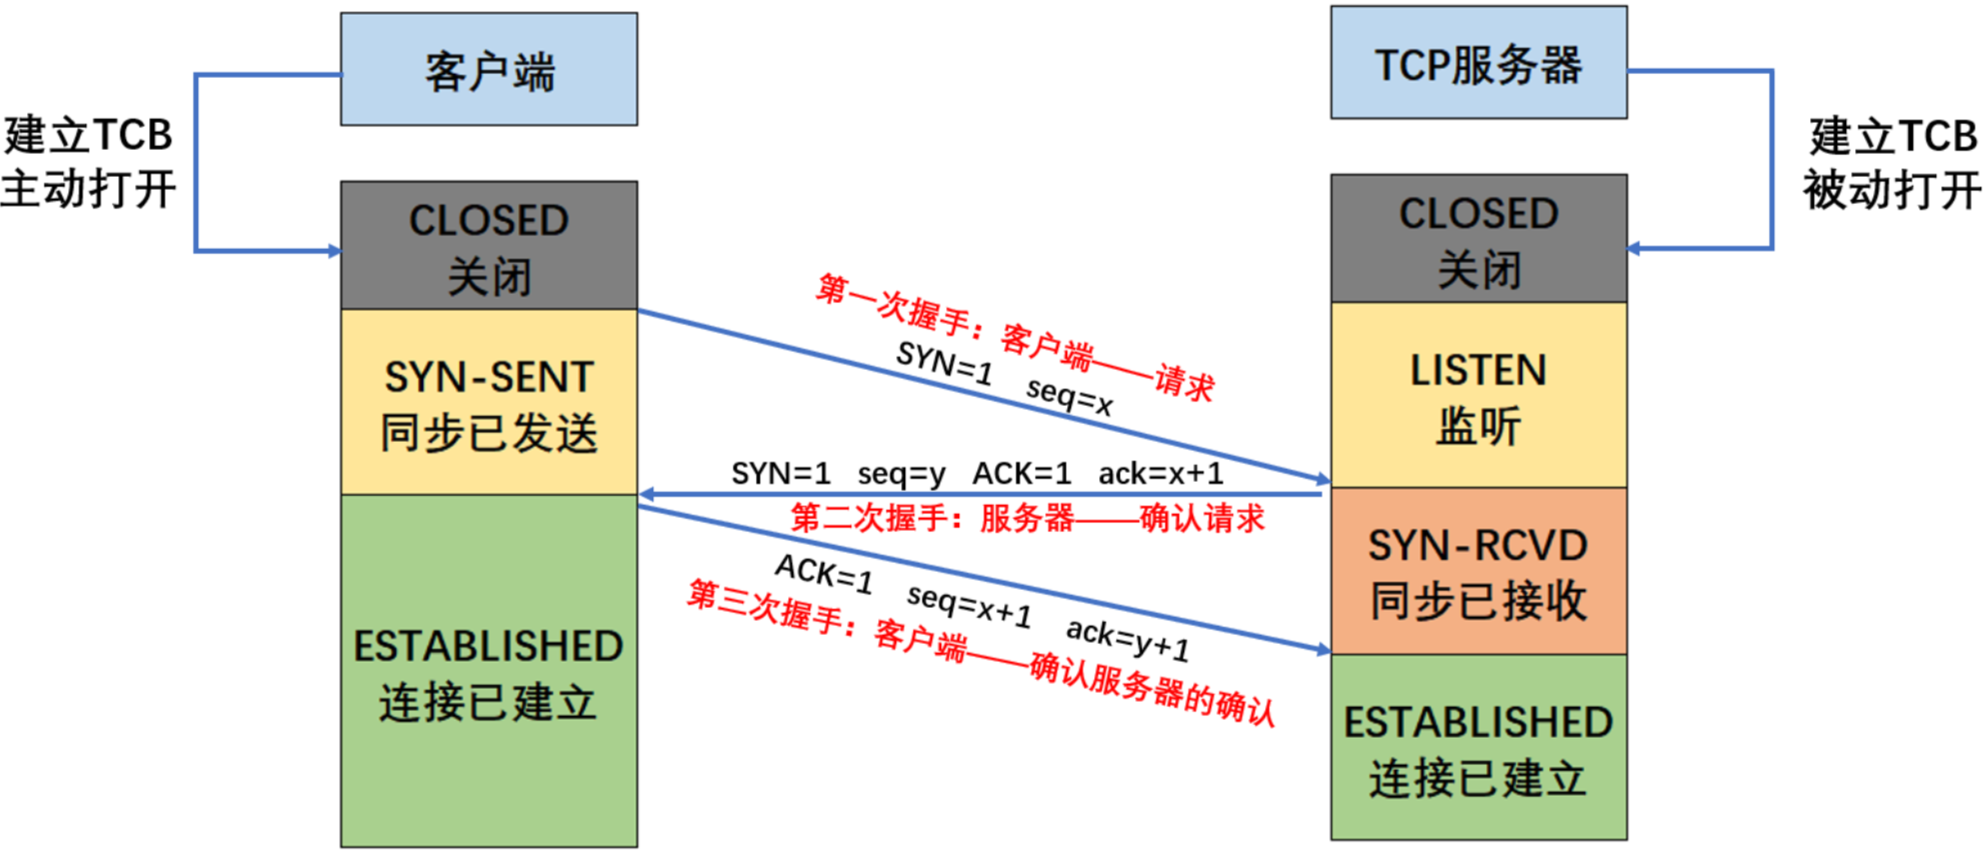 客户端
TCP服务器
建立TCB
主动打开
建立TCB
被动打开
CLOSED
关闭
CLOSED
关闭
第一次握手：客户端——请求
SYN=1 seq=x
SYN-SENT
同步已发送
LISTEN
监听
SYN=1 seq=y ACK=1 ack=x+1
第二次握手：服务器——确认请求
SYN-RCVD
同步已接收
ACK=1 seq=x+1 ack=y+1
第三次握手：客户端——确认服务器的确认
ESTABLISHED
连接已建立
ESTABLISHED
连接已建立